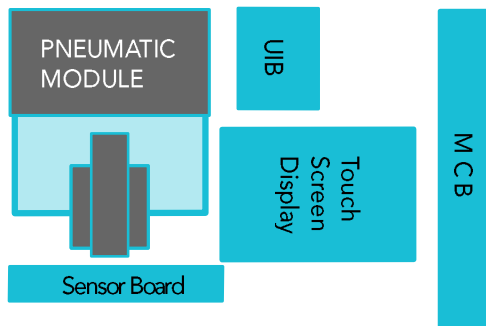 PNEUMATIC
MODULE
UIB
Touch
Screen
Display
M C B
Sensor Board